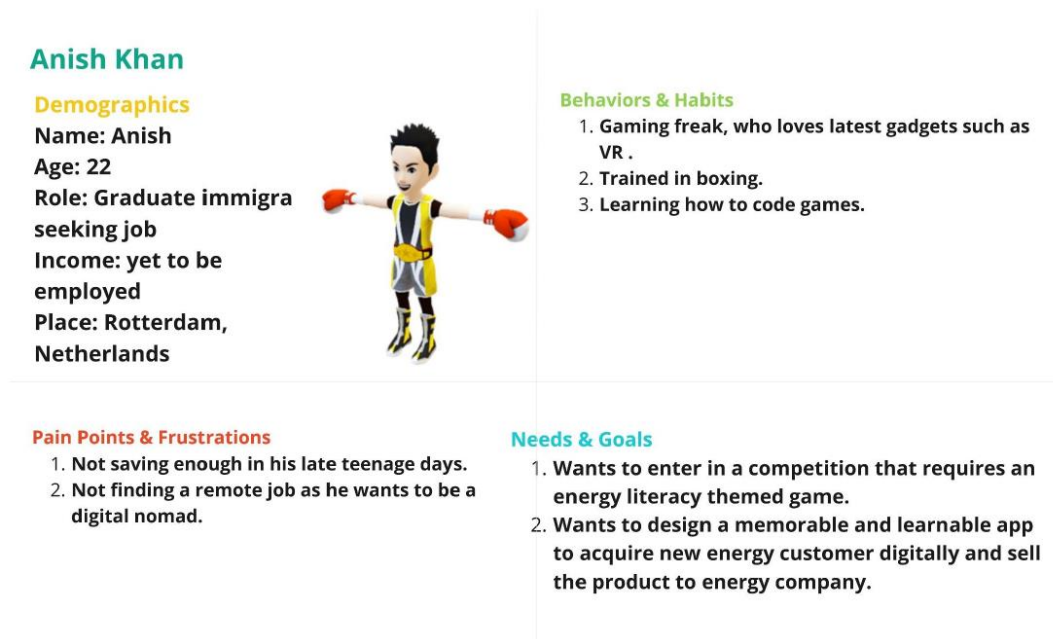 Anish Khan
Demographics
Name: Anish
Age: 22
Role: Graduate immigra
seeking job
Income: yet to be
employed
Place: Rotterdam,
Netherlands
Behaviors & Habits
1. Gaming freak, who loves latest gadgets such as
VR .
2. Trained in boxing.
3. Learning how to code games.
Pain Points & Frustrations
1. Not saving enough in his late teenage days.
2. Not finding a remote job as he wants to be a
digital nomad.
Needs & Goals
1. Wants to enter in a competition that requires an
energy literacy themed game.
2. Wants to design a memorable and learnable app
to acquire new energy customer digitally and sell
the product to energy company.